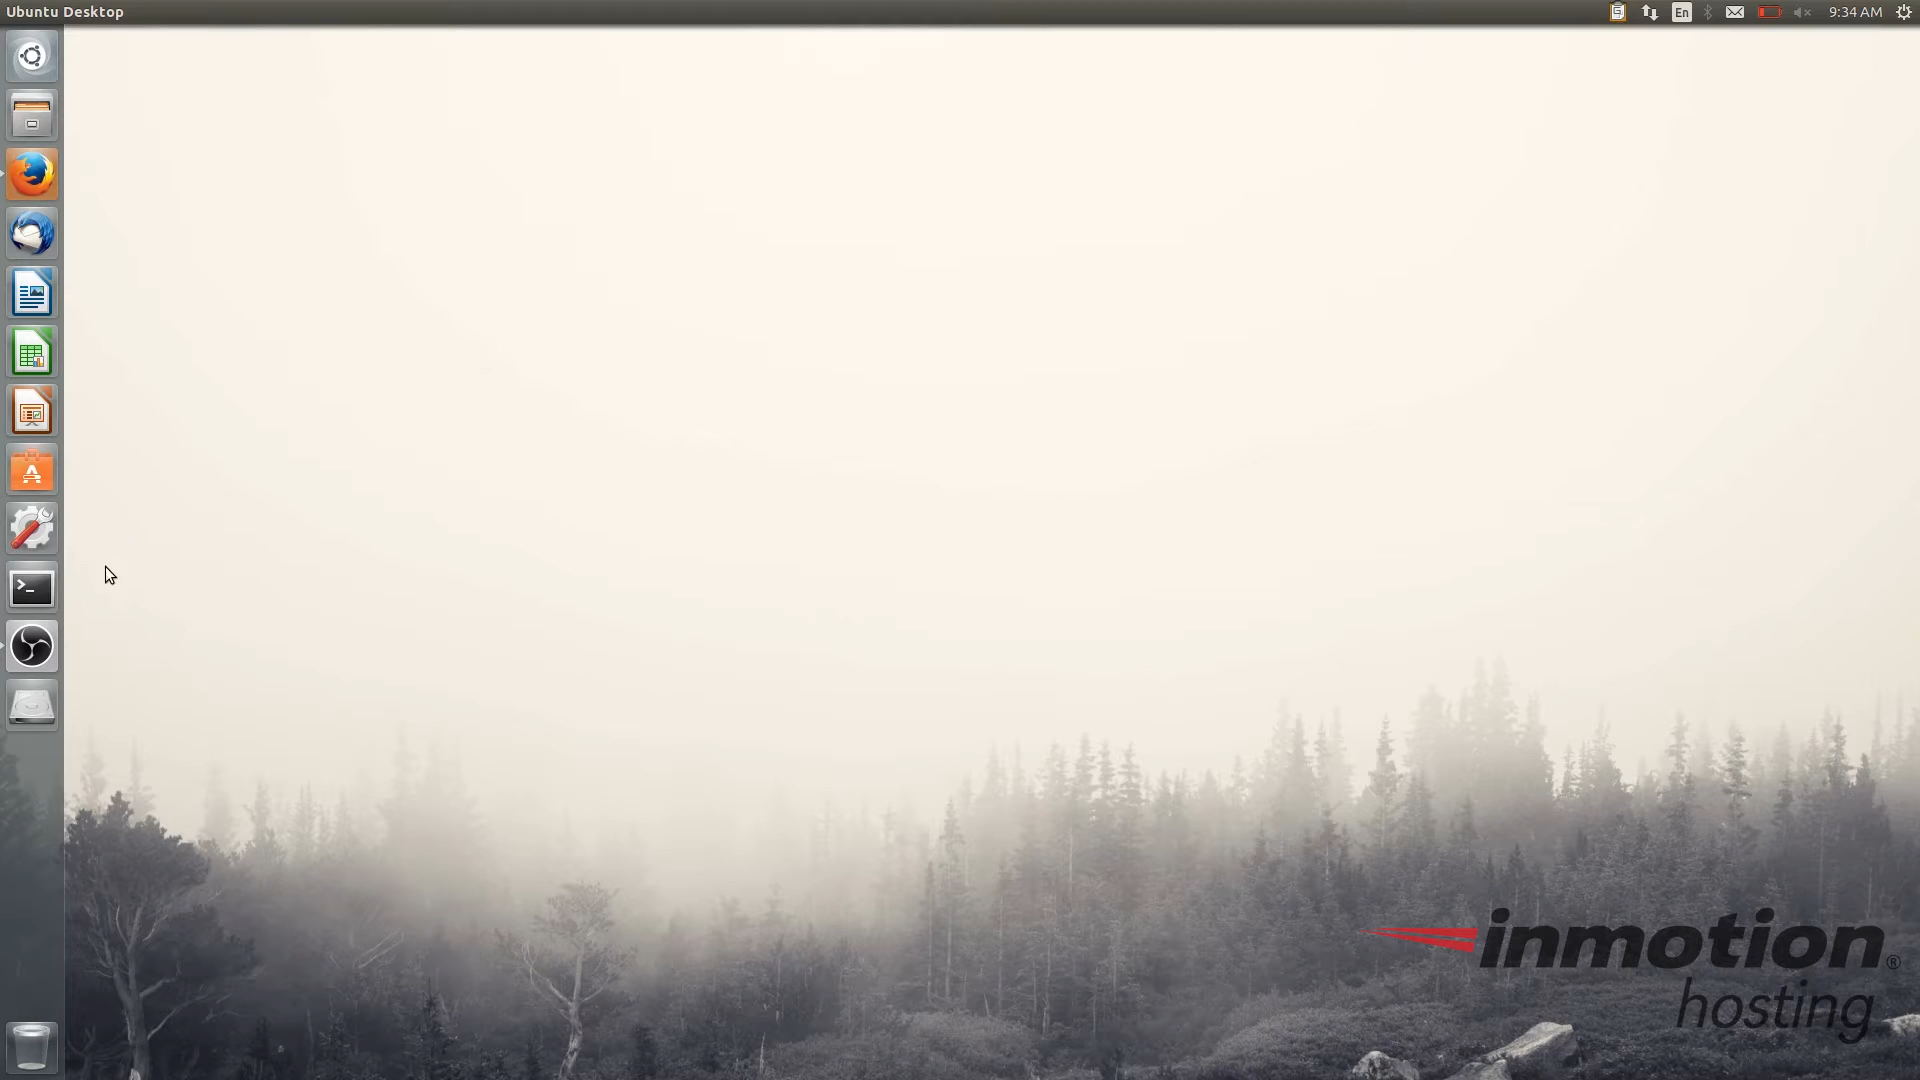 Ubuntu Desktop
En
9:34 AM
A
>_
inmotion®
hosting